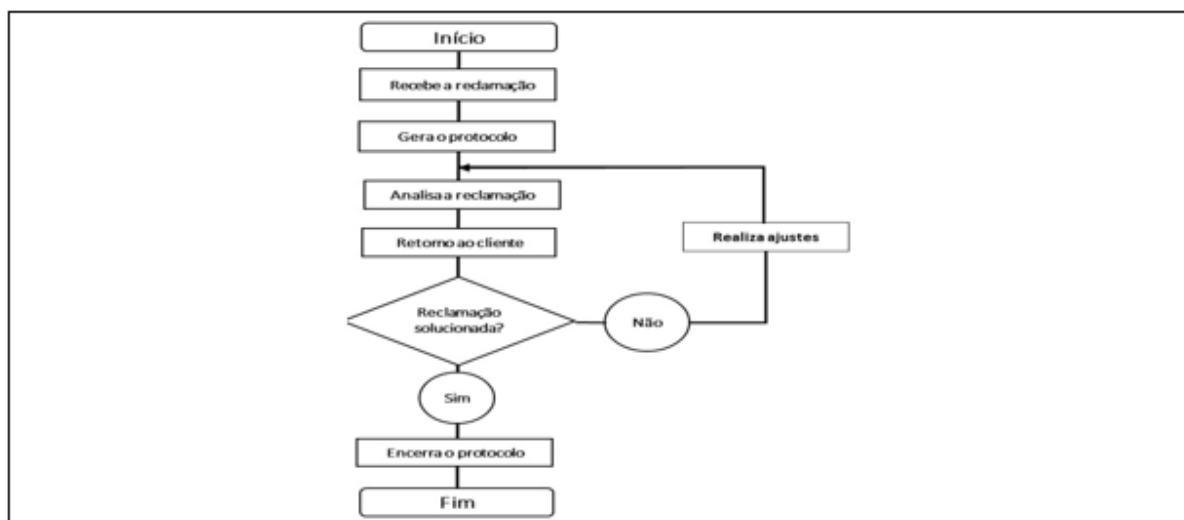 Início
Recebe a reclamação
Gera o protocolo
Analisa a reclamação
Retorno ao cliente
Realiza ajustes
Reclamação
solucionada?
Não
Sim
Encerra o protocolo
Fim